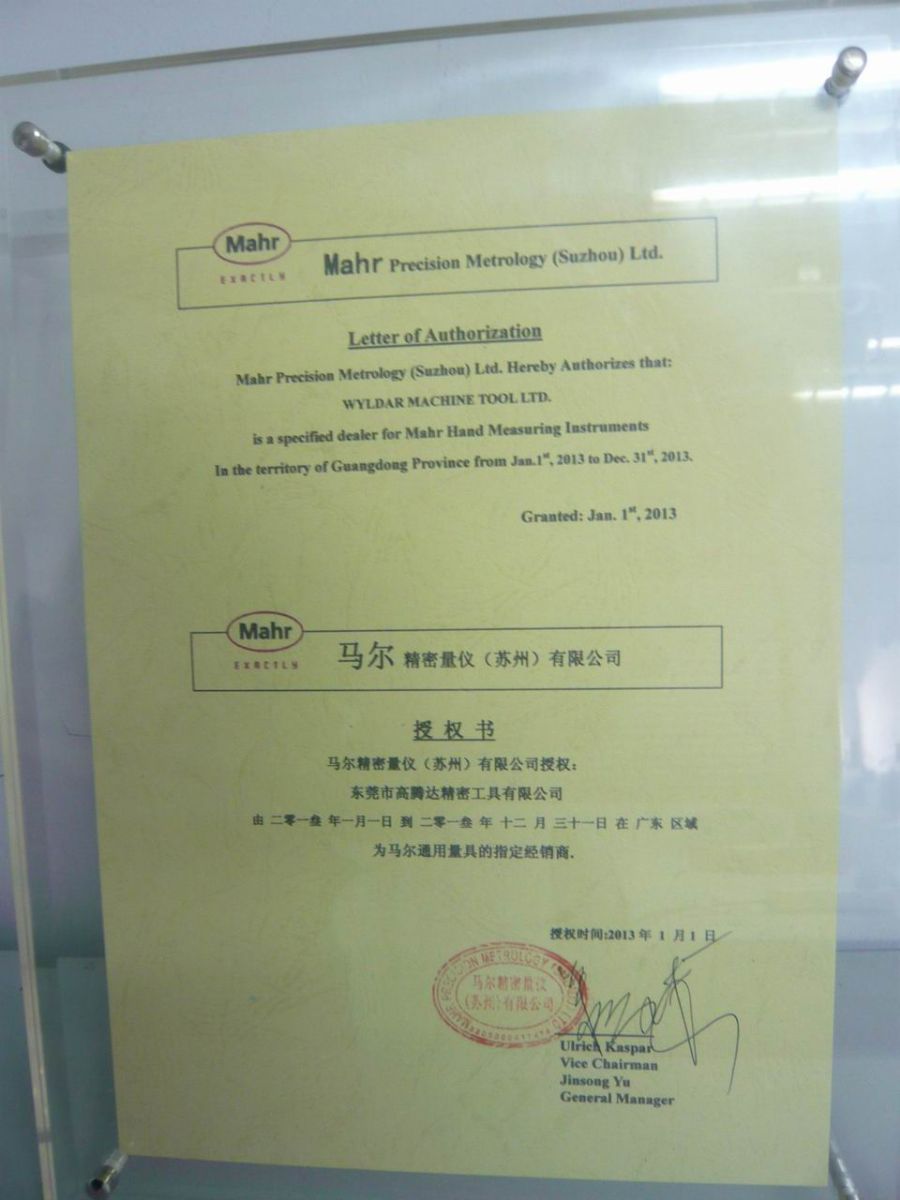 Mahr
EXACTLY
Mahr Precision Metrology (Suzhou) Ltd.
Letter of Authorization
Mahr Precision Metrology (Suzhou) Ltd. Hereby Authorizes that:
WYLDAR MACHINE TOOL LTD.
is a specified dealer for Mahr Hand Measuring Instruments
In the territory of Guangdong Province from Jan.1st, 2013 to Dec. 31st, 2013.
Granted: Jan. 1st, 2013
Mahr
EXACTLY
马尔 精密量仪（苏州）有限公司
授 权 书
马尔精密量仪（苏州）有限公司授权：
东莞市高腾达精密工具有限公司
由 二零一叁 年一月一日 到 二零一叁 年 十二 月 三十一日 在 广东 区域
为马尔通用量具的指定经销商.
授权时间:2013 年 1 月 1 日
MAHR PRECISION METROLOGY
马尔精密量仪
(苏州)有限公司
Ulrich Kaspar
Vice Chairman
Jinsong Yu
General Manager